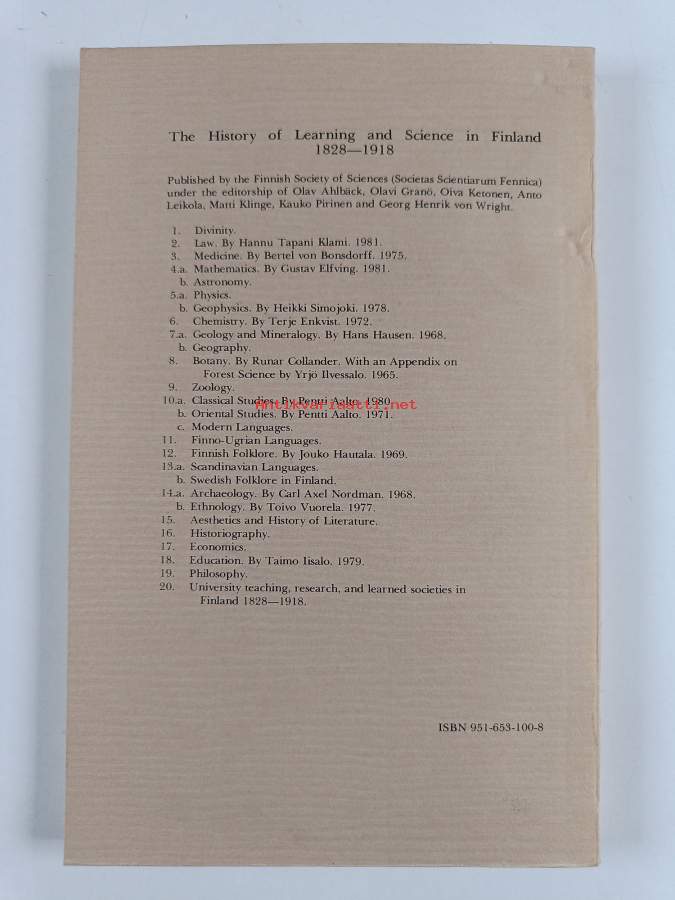 The History of Learning and Science in Finland
1828—1918
Published by the Finnish Society of Sciences (Societas Scientiarum Fennica)
under the editorship of Olav Ahlbäck, Olavi Granö, Oiva Ketonen, Anto
Leikola, Matti Klinge, Kauko Pirinen and Georg Henrik von Wright.
1. Divinity.
2. Law. By Hannu Tapani Klami. 1981.
3. Medicine. By Bertel von Bonsdorff. 1975.
4.a. Mathematics. By Gustav Elfving. 1981.
b. Astronomy.
5.a. Physics.
b. Geophysics. By Heikki Simojoki. 1978.
6. Chemistry. By Terje Enkvist. 1972.
7.a. Geology and Mineralogy. By Hans Hausen. 1968.
b. Geography.
8. Botany. By Runar Collander. With an Appendix on
Forest Science by Yrjö Ilvessalo. 1965.
9. Zoology.
10.a. Classical Studies. By Pentti Aalto. 1980.
Antikvariaatti.net
b. Oriental Studies. By Pentti Aalto. 1971.
c. Modern Languages.
11. Finno-Ugrian Languages.
12. Finnish Folklore. By Jouko Hautala. 1969.
13.a. Scandinavian Languages.
b. Swedish Folklore in Finland.
14.a. Archaeology. By Carl Axel Nordman. 1968.
b. Ethnology. By Toivo Vuorela. 1977.
15. Aesthetics and History of Literature.
16. Historiography.
17. Economics.
18. Education. By Taimo Iisalo. 1979.
19. Philosophy.
20. University teaching, research, and learned societies in
Finland 1828—1918.
ISBN 951-653-100-8